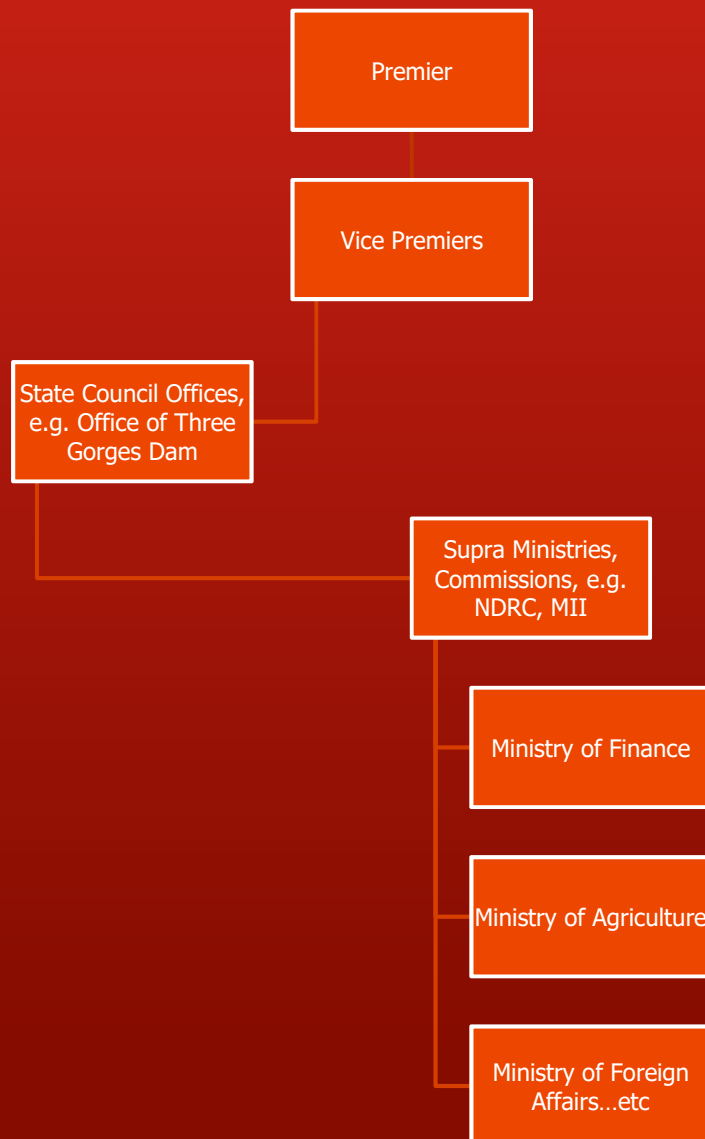 Premier
Vice Premiers
State Council Offices,
e.g. Office of Three
Gorges Dam
Supra Ministries,
Commissions, e.g.
NDRC, MII
Ministry of Finance
Ministry of Agriculture
Ministry of Foreign
Affairs...etc